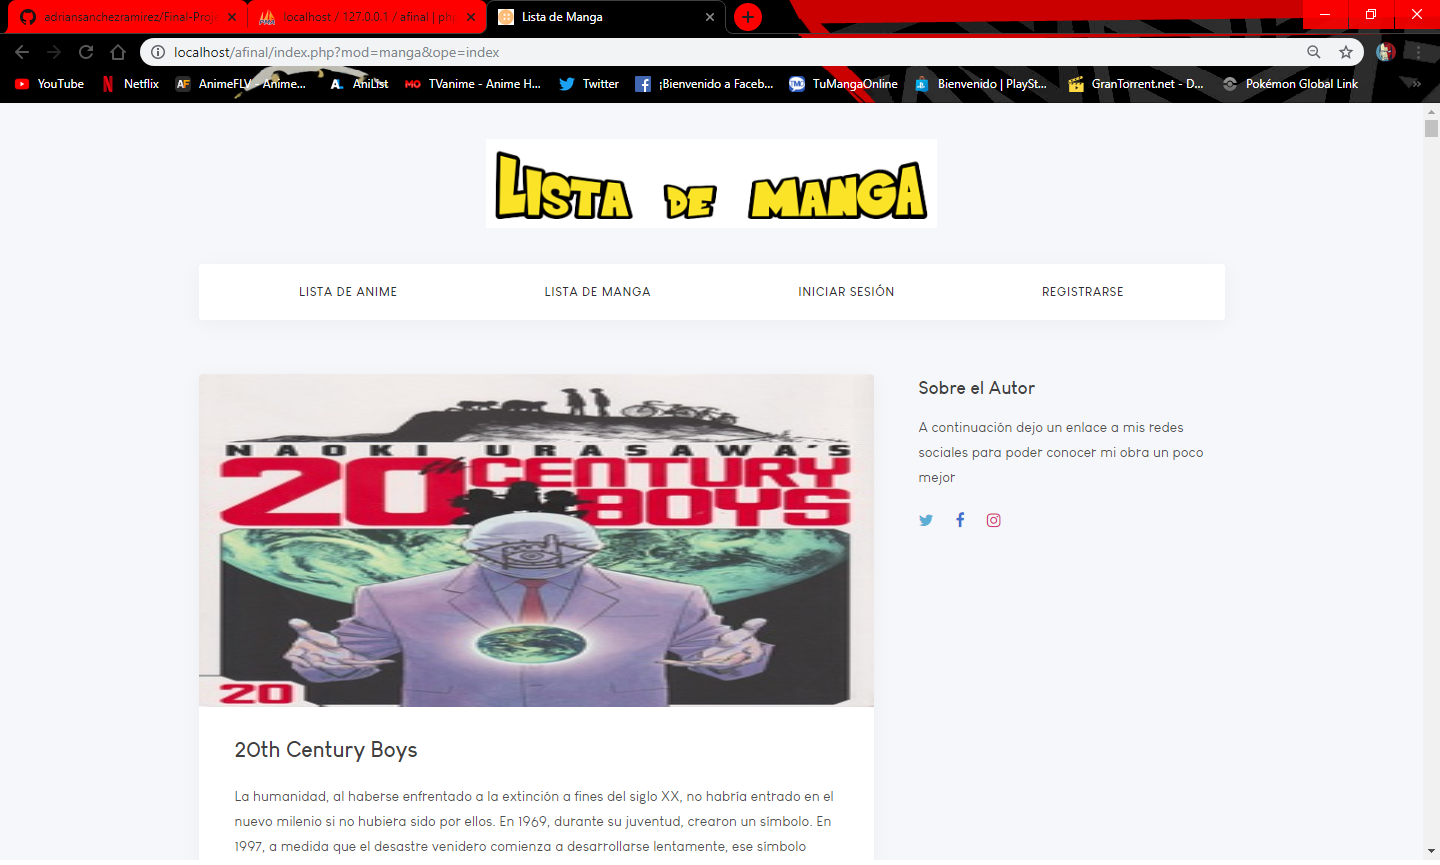 adriansanchezramirez/Final-Proje
localhost / 127.0.0.1 / afinal | ph
Lista de Manga
localhost/afinal/index.php?mod=manga&ope=index
YouTube
Netflix
AnimeFLV - Anime...
AniList
TVanime - Anime H...
Twitter
¡Bienvenido a Faceb...
TuMangaOnline
Bienvenido | PlaySt...
GranTorrent.net - D...
Pokémon Global Link
LISTA DE MANGA
LISTA DE ANIME
LISTA DE MANGA
INICIAR SESIÓN
REGISTRARSE
NAOKI URASAWA'S
20th CENTURY
BOYS
20
Sobre el Autor
A continuación dejo un enlace a mis redes
sociales para poder conocer mi obra un poco
mejor
20th Century Boys
La humanidad, al haberse enfrentado a la extinción a fines del siglo XX, no habría entrado en el
nuevo milenio si no hubiera sido por ellos. En 1969, durante su juventud, crearon un símbolo. En
1997, a medida que el desastre venidero comienza a desarrollarse lentamente, ese símbolo